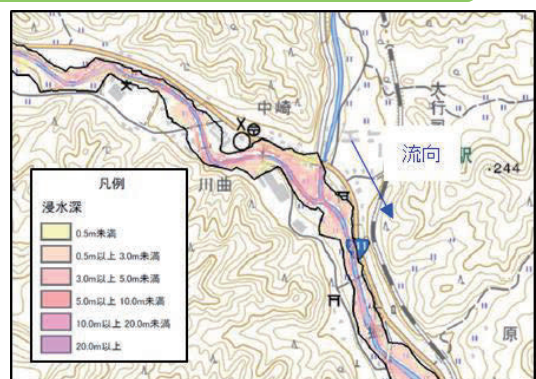 中崎
大行司
駅
流向
・244
川曲
原
凡例
浸水深
0.5m未満
0.5m以上 3.0m未満
3.0m以上 5.0m未満
5.0m以上 10.0m未満
10.0m以上 20.0m未満
20.0m以上